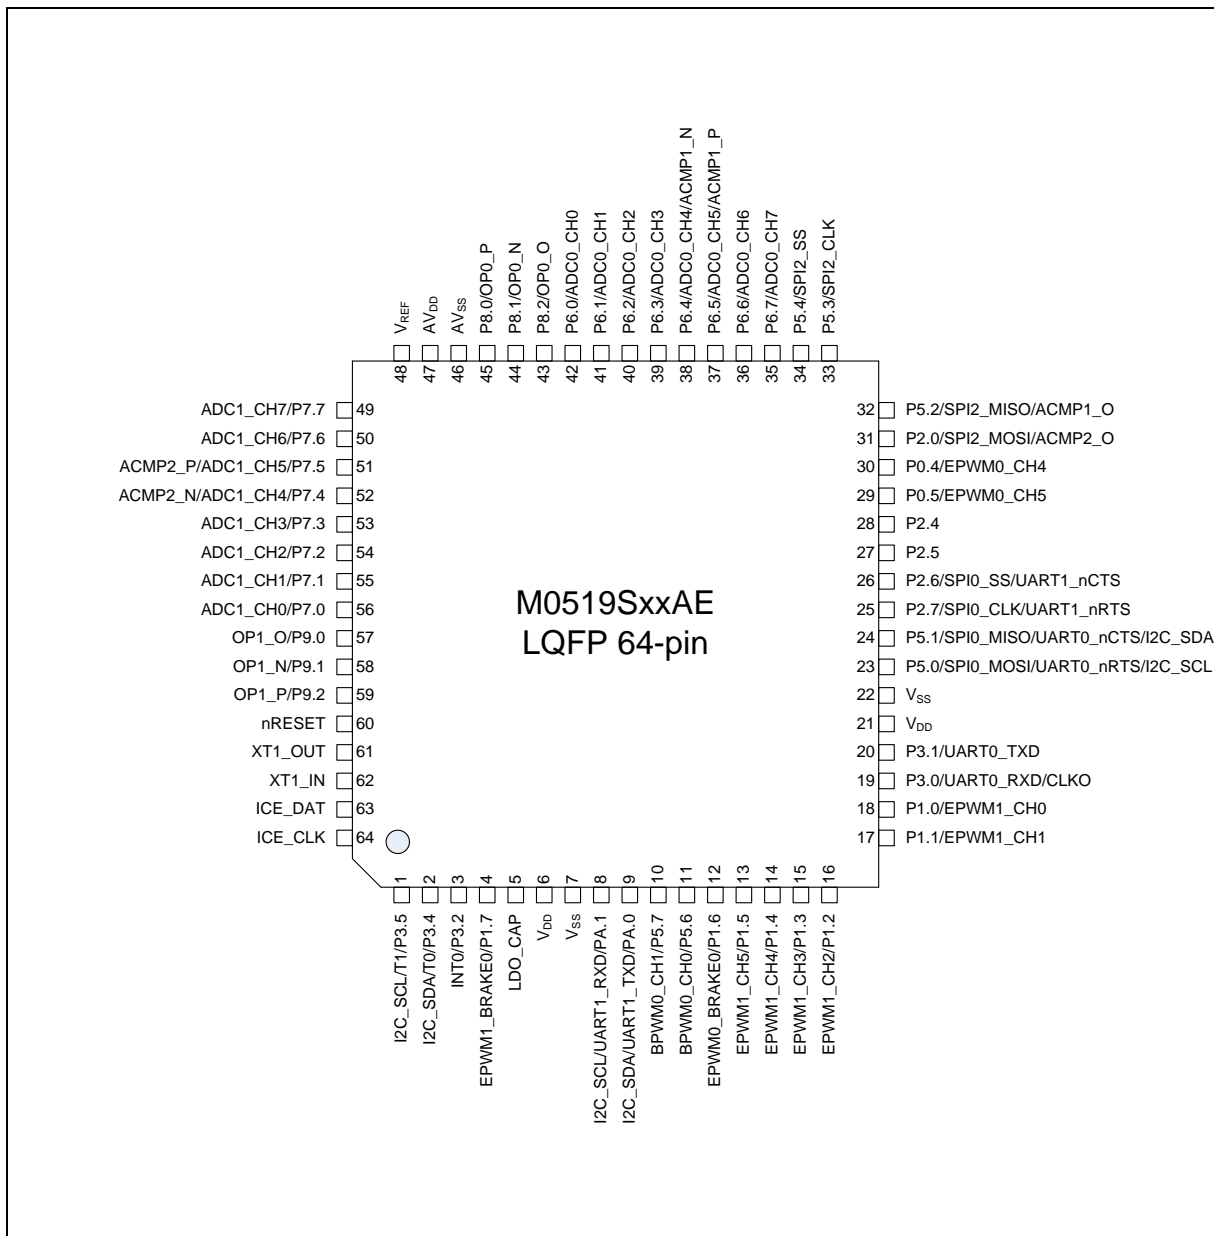 VREF
AVDD
AVSS
P8.0/OP0_P
P8.1/OP0_N
P8.2/OP0_O
P6.0/ADC0_CH0
P6.1/ADC0_CH1
P6.2/ADC0_CH2
P6.3/ADC0_CH3
P6.4/ADC0_CH4/ACMP1_N
P6.5/ADC0_CH5/ACMP1_P
P6.6/ADC0_CH6
P6.7/ADC0_CH7
P5.4/SPI2_SS
P5.3/SPI2_CLK
48
47
46
45
44
43
42
41
40
39
38
37
36
35
34
33
ADC1_CH7/P7.7 49
ADC1_CH6/P7.6 50
ACMP2_P/ADC1_CH5/P7.5 51
ACMP2_N/ADC1_CH4/P7.4 52
ADC1_CH3/P7.3 53
ADC1_CH2/P7.2 54
ADC1_CH1/P7.1 55
ADC1_CH0/P7.0 56
OP1_O/P9.0 57
OP1_N/P9.1 58
OP1_P/P9.2 59
nRESET 60
XT1_OUT 61
XT1_IN 62
ICE_DAT 63
ICE_CLK 64
M0519SxxAE
LQFP 64-pin
32 P5.2/SPI2_MISO/ACMP1_O
31 P2.0/SPI2_MOSI/ACMP2_O
30 P0.4/EPWM0_CH4
29 P0.5/EPWM0_CH5
28 P2.4
27 P2.5
26 P2.6/SPI0_SS/UART1_nCTS
25 P2.7/SPI0_CLK/UART1_nRTS
24 P5.1/SPI0_MISO/UART0_nCTS/I2C_SDA
23 P5.0/SPI0_MOSI/UART0_nRTS/I2C_SCL
22 VSS
21 VDD
20 P3.1/UART0_TXD
19 P3.0/UART0_RXD/CLKO
18 P1.0/EPWM1_CH0
17 P1.1/EPWM1_CH1
1
2
3
4
5
6
7
8
9
10
11
12
13
14
15
16
I2C_SCL/T1/P3.5
I2C_SDA/T0/P3.4
INT0/P3.2
EPWM1_BRAKE0/P1.7
LDO_CAP
VDD
VSS
I2C_SCL/UART1_RXD/PA.1
I2C_SDA/UART1_TXD/PA.0
BPWM0_CH1/P5.7
BPWM0_CH0/P5.6
EPWM0_BRAKE0/P1.6
EPWM1_CH5/P1.5
EPWM1_CH4/P1.4
EPWM1_CH3/P1.3
EPWM1_CH2/P1.2